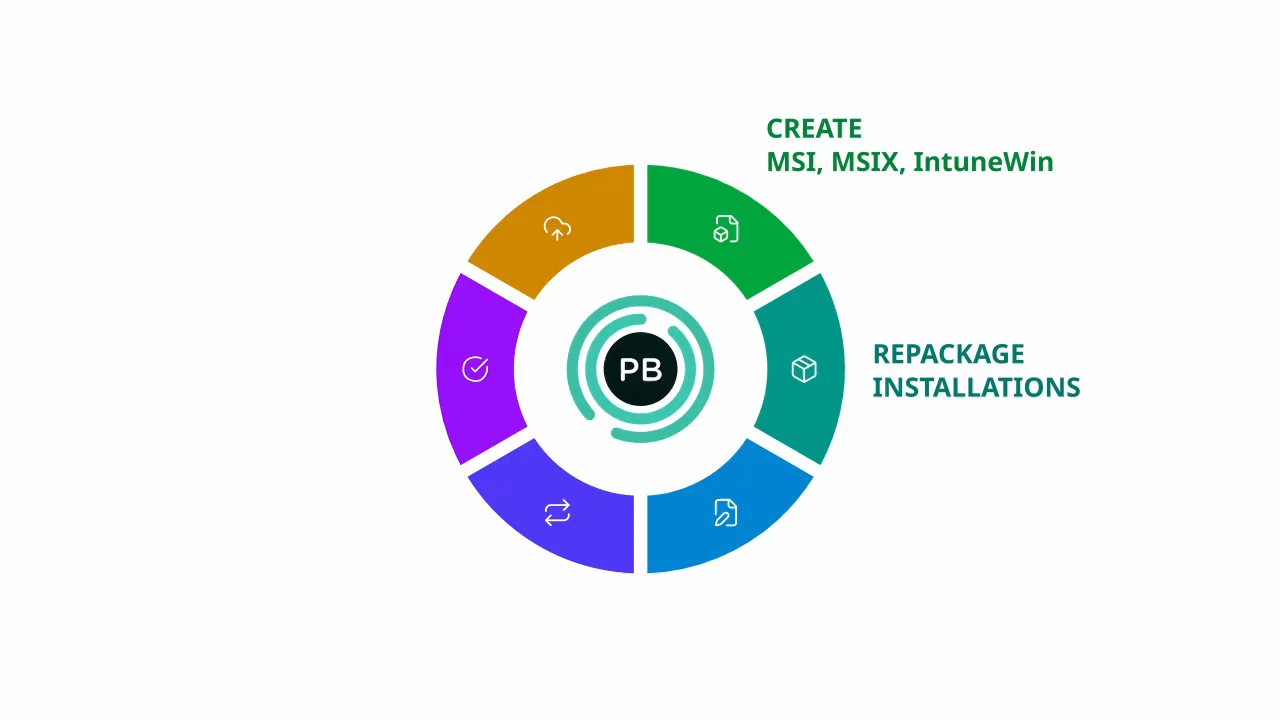 CREATE
MSI, MSIX, IntuneWin
PB
REPACKAGE
INSTALLATIONS